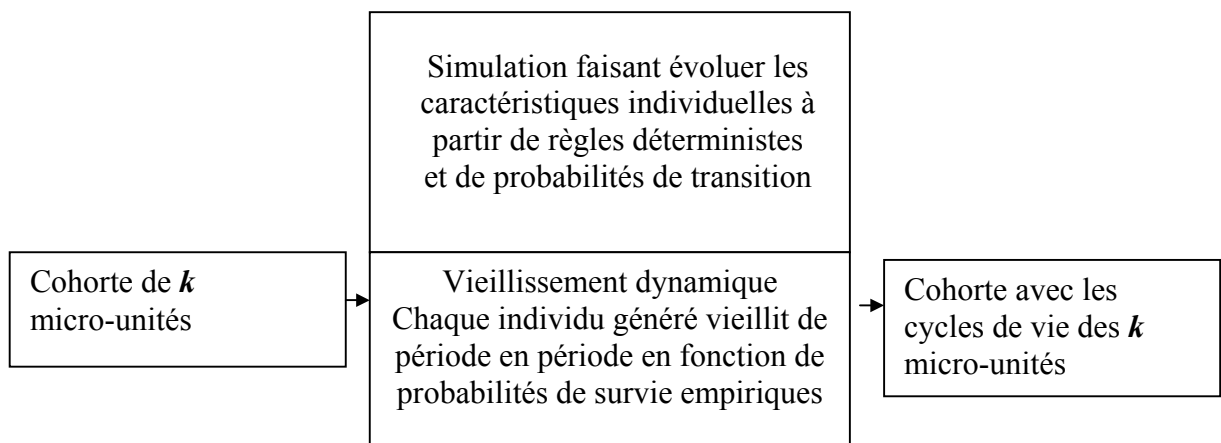 Simulation faisant évoluer les
caractéristiques individuelles à
partir de règles déterministes
et de probabilités de transition
Cohorte de k
micro-unités
Vieillissement dynamique
Chaque individu généré vieillit de
période en période en fonction de
probabilités de survie empiriques
Cohorte avec les
cycles de vie des k
micro-unités